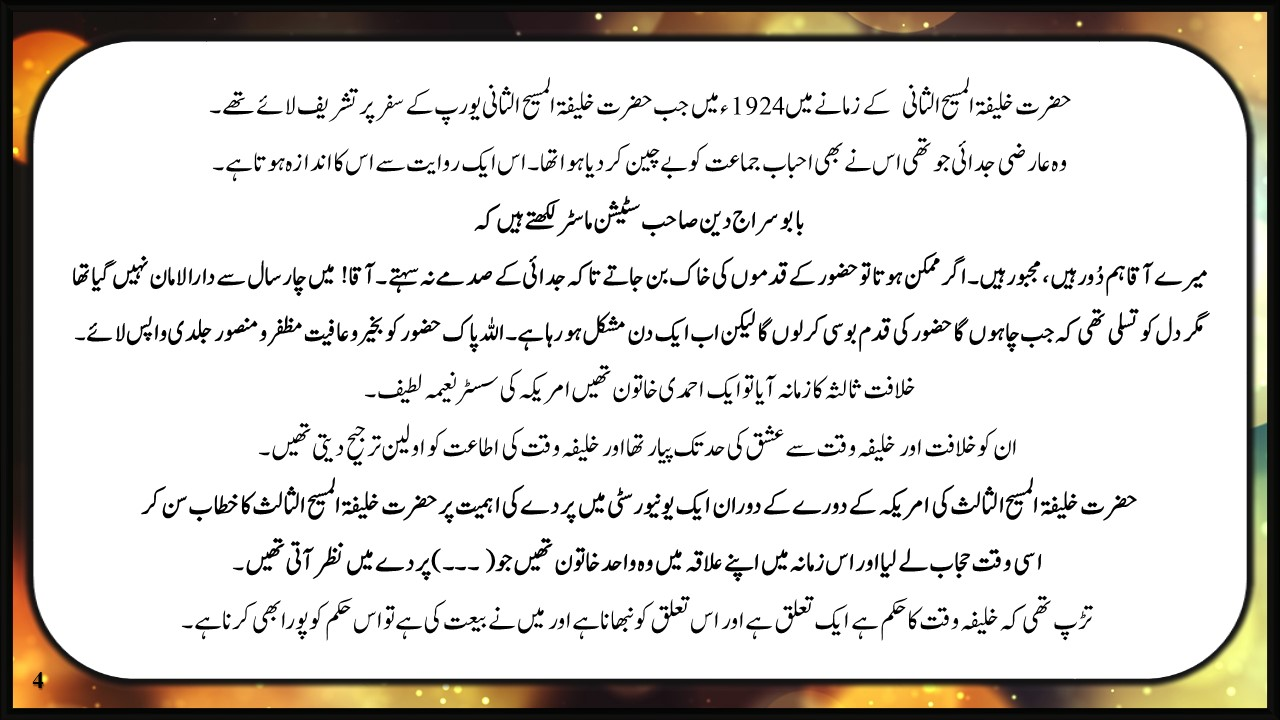 حضرت خلیفۃ المسیح الثانی کے زمانے میں 1924ء میں جب حضرت خلیفۃ المسیح الثانی یورپ کے سفر پر تشریف لائے تھے۔
وہ عارضی جدائی جو تھی اس نے بھی احباب جماعت کو بے چین کر دیا ہوا تھا۔ اس ایک روایت سے اس کا اندازہ ہوتا ہے۔
بابو سراج دین صاحب سٹیشن ماسٹر لکھتے ہیں کہ
میرے آقا ہم دُور ہیں، مجبور ہیں۔ اگر ممکن ہوتا تو حضور کے قدموں کی خاک بن جاتے تاکہ جدائی کے صدمے نہ سہتے۔ آقا! میں چار سال سے دارالامان نہیں گیا تھا
مگر دل کو تسلی تھی کہ جب چاہوں گا حضور کی قدم بوسی کر لوں گا لیکن اب ایک دن مشکل ہو رہا ہے۔ اللہ پاک حضور کو بخیر و عافیت مظفر و منصور جلدی واپس لائے۔
خلافت ثالثہ کا زمانہ آیا تو ایک احمدی خاتون تھیں امریکہ کی سسٹر نعیمہ لطیف۔
ان کو خلافت اور خلیفہ وقت سے عشق کی حد تک پیار تھا اور خلیفہ وقت کی اطاعت کو اولین ترجیح دیتی تھیں۔
حضرت خلیفۃ المسیح الثالث کی امریکہ کے دورے کے دوران ایک یونیورسٹی میں پردے کی اہمیت پر حضرت خلیفۃ المسیح الثالث کا خطاب سن کر
اسی وقت حجاب لے لیا اور اس زمانہ میں اپنے علاقہ میں وہ واحد خاتون تھیں جو( ۔۔۔)پردے میں نظر آتی تھیں۔
تڑپ تھی کہ خلیفہ وقت کا حکم ہے ایک تعلق ہے اور اس تعلق کو نبھانا ہے اور میں نے بیعت کی ہے تو اس حکم کو پورا بھی کرنا ہے۔
4